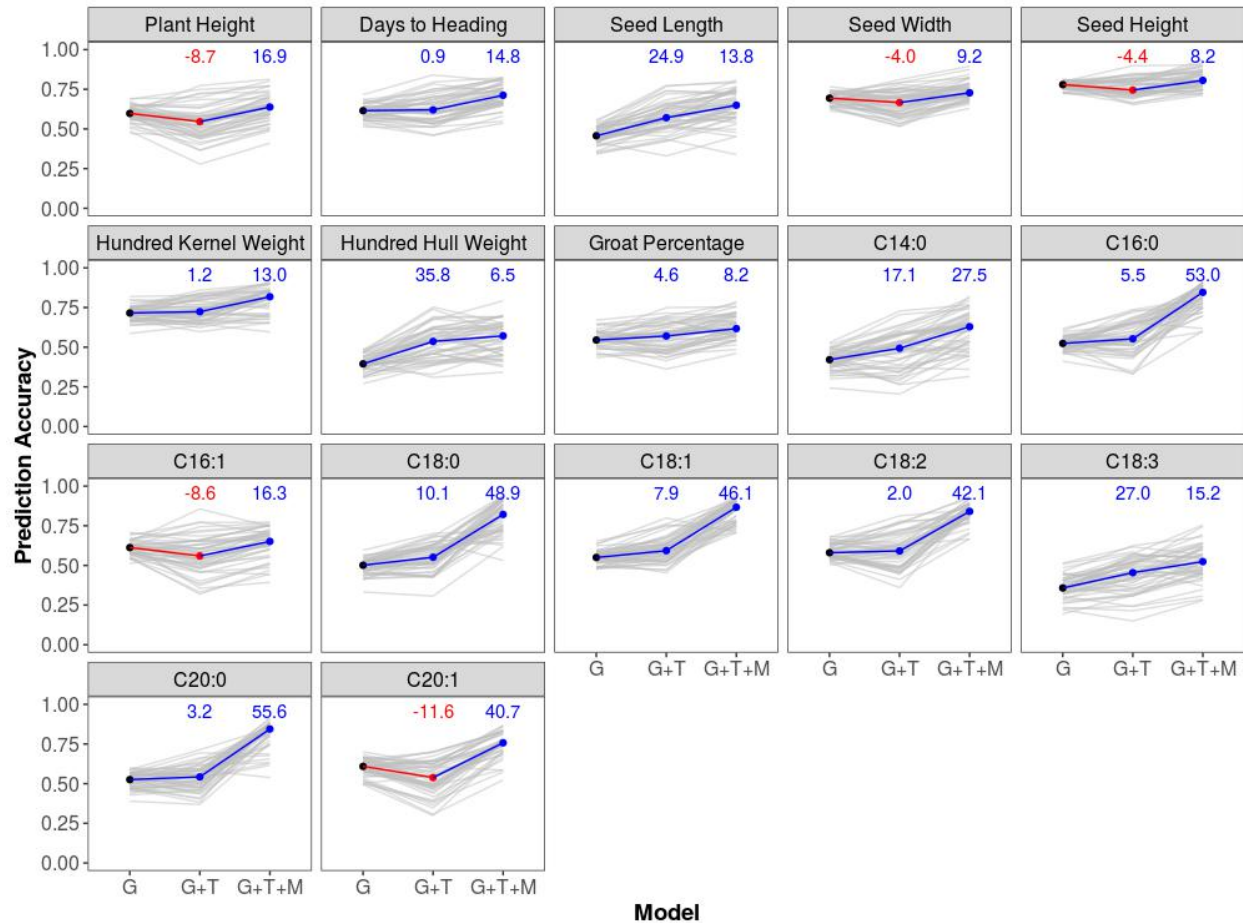 Plant Height Days to Heading Seed Length Seed Width Seed Height
1.00 -8.7 16.9 0.9 14.8 24.9 13.8 -4.0 9.2 -4.4 8.2
0.75
0.50
0.25
0.00
Hundred Kernel Weight Hundred Hull Weight Groat Percentage C14:0 C16:0
1.00 1.2 13.0 35.8 6.5 4.6 8.2 17.1 27.5 5.5 53.0
0.75
0.50
0.25
0.00
Prediction Accuracy
C16:1 C18:0 C18:1 C18:2 C18:3
1.00 -8.6 16.3 10.1 48.9 7.9 46.1 2.0 42.1 27.0 15.2
0.75
0.50
0.25
0.00
G G+T G+T+M G G+T G+T+M G G+T G+T+M
C20:0 C20:1
1.00 3.2 55.6 -11.6 40.7
0.75
0.50
0.25
0.00
G G+T G+T+M G G+T G+T+M
Model